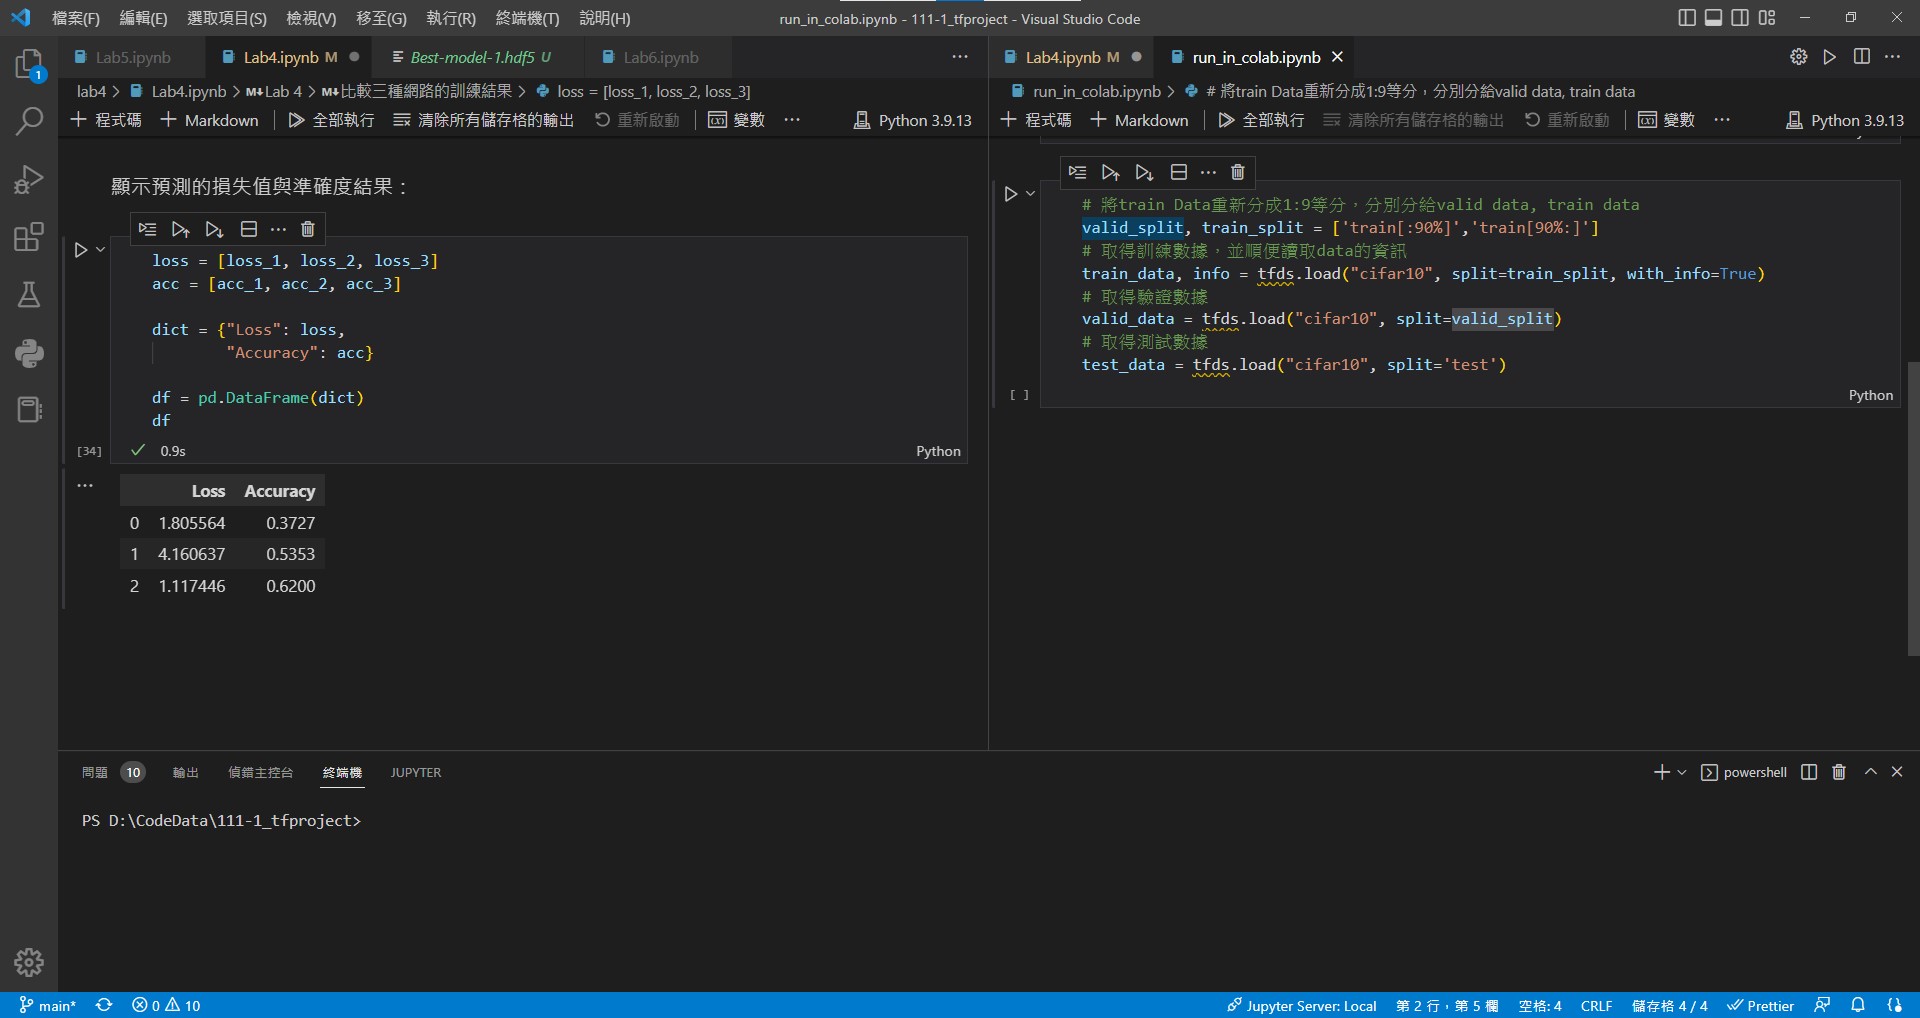 檔案(F) 編輯(E) 選取項目(S) 檢視(V) 移至(G) 執行(R) 終端機(T) 說明(H)
run_in_colab.ipynb - 111-1_tfproject - Visual Studio Code
1
Lab5.ipynb
Lab4.ipynb M
Best-model-1.hdf5 U
Lab6.ipynb
lab4 > Lab4.ipynb > M↓Lab 4 > M↓比較三種網路的訓練結果 > loss = [loss_1, loss_2, loss_3]
+ 程式碼 + Markdown | 全部執行 清除所有儲存格的輸出 重新啟動 | 變數 ··· Python 3.9.13
顯示預測的損失值與準確度結果：
loss = [loss_1, loss_2, loss_3]
acc = [acc_1, acc_2, acc_3]
dict = {"Loss": loss,
"Accuracy": acc}
df = pd.DataFrame(dict)
df
[34] 0.9s Python
Loss Accuracy
0 1.805564 0.3727
1 4.160637 0.5353
2 1.117446 0.6200
Lab4.ipynb M
run_in_colab.ipynb
run_in_colab.ipynb > # 將train Data重新分成1:9等分，分別分給valid data, train data
+ 程式碼 + Markdown | 全部執行 清除所有儲存格的輸出 重新啟動 | 變數 ··· Python 3.9.13
# 將train Data重新分成1:9等分，分別分給valid data, train data
valid_split, train_split = ['train[:90%]','train[90%:]']
# 取得訓練數據，並順便讀取data的資訊
train_data, info = tfds.load("cifar10", split=train_split, with_info=True)
# 取得驗證數據
valid_data = tfds.load("cifar10", split=valid_split)
# 取得測試數據
test_data = tfds.load("cifar10", split='test')
[ ] Python
問題 10 輸出 偵錯主控台 終端機 JUPYTER
powershell
PS D:\CodeData\111-1_tfproject>
main* 0 10
Jupyter Server: Local 第 2 行，第 5 欄 空格: 4 CRLF 儲存格 4 / 4 Prettier